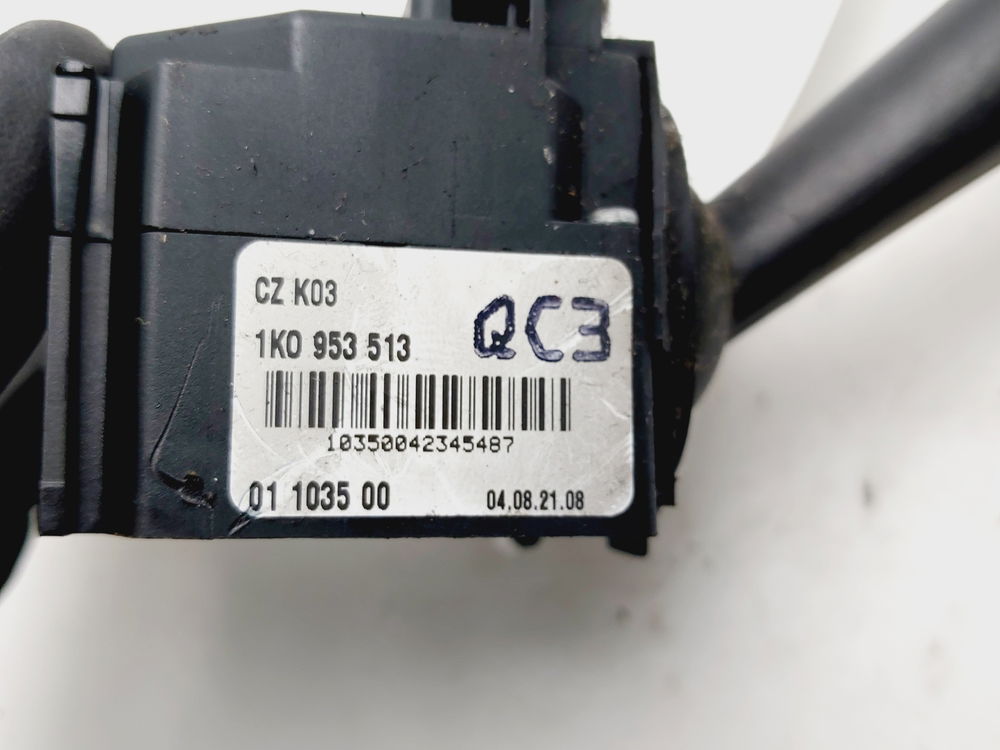 CZ K03
1K0 953 513
QC3
10350042345487
01 1035 00
04.08.21.08